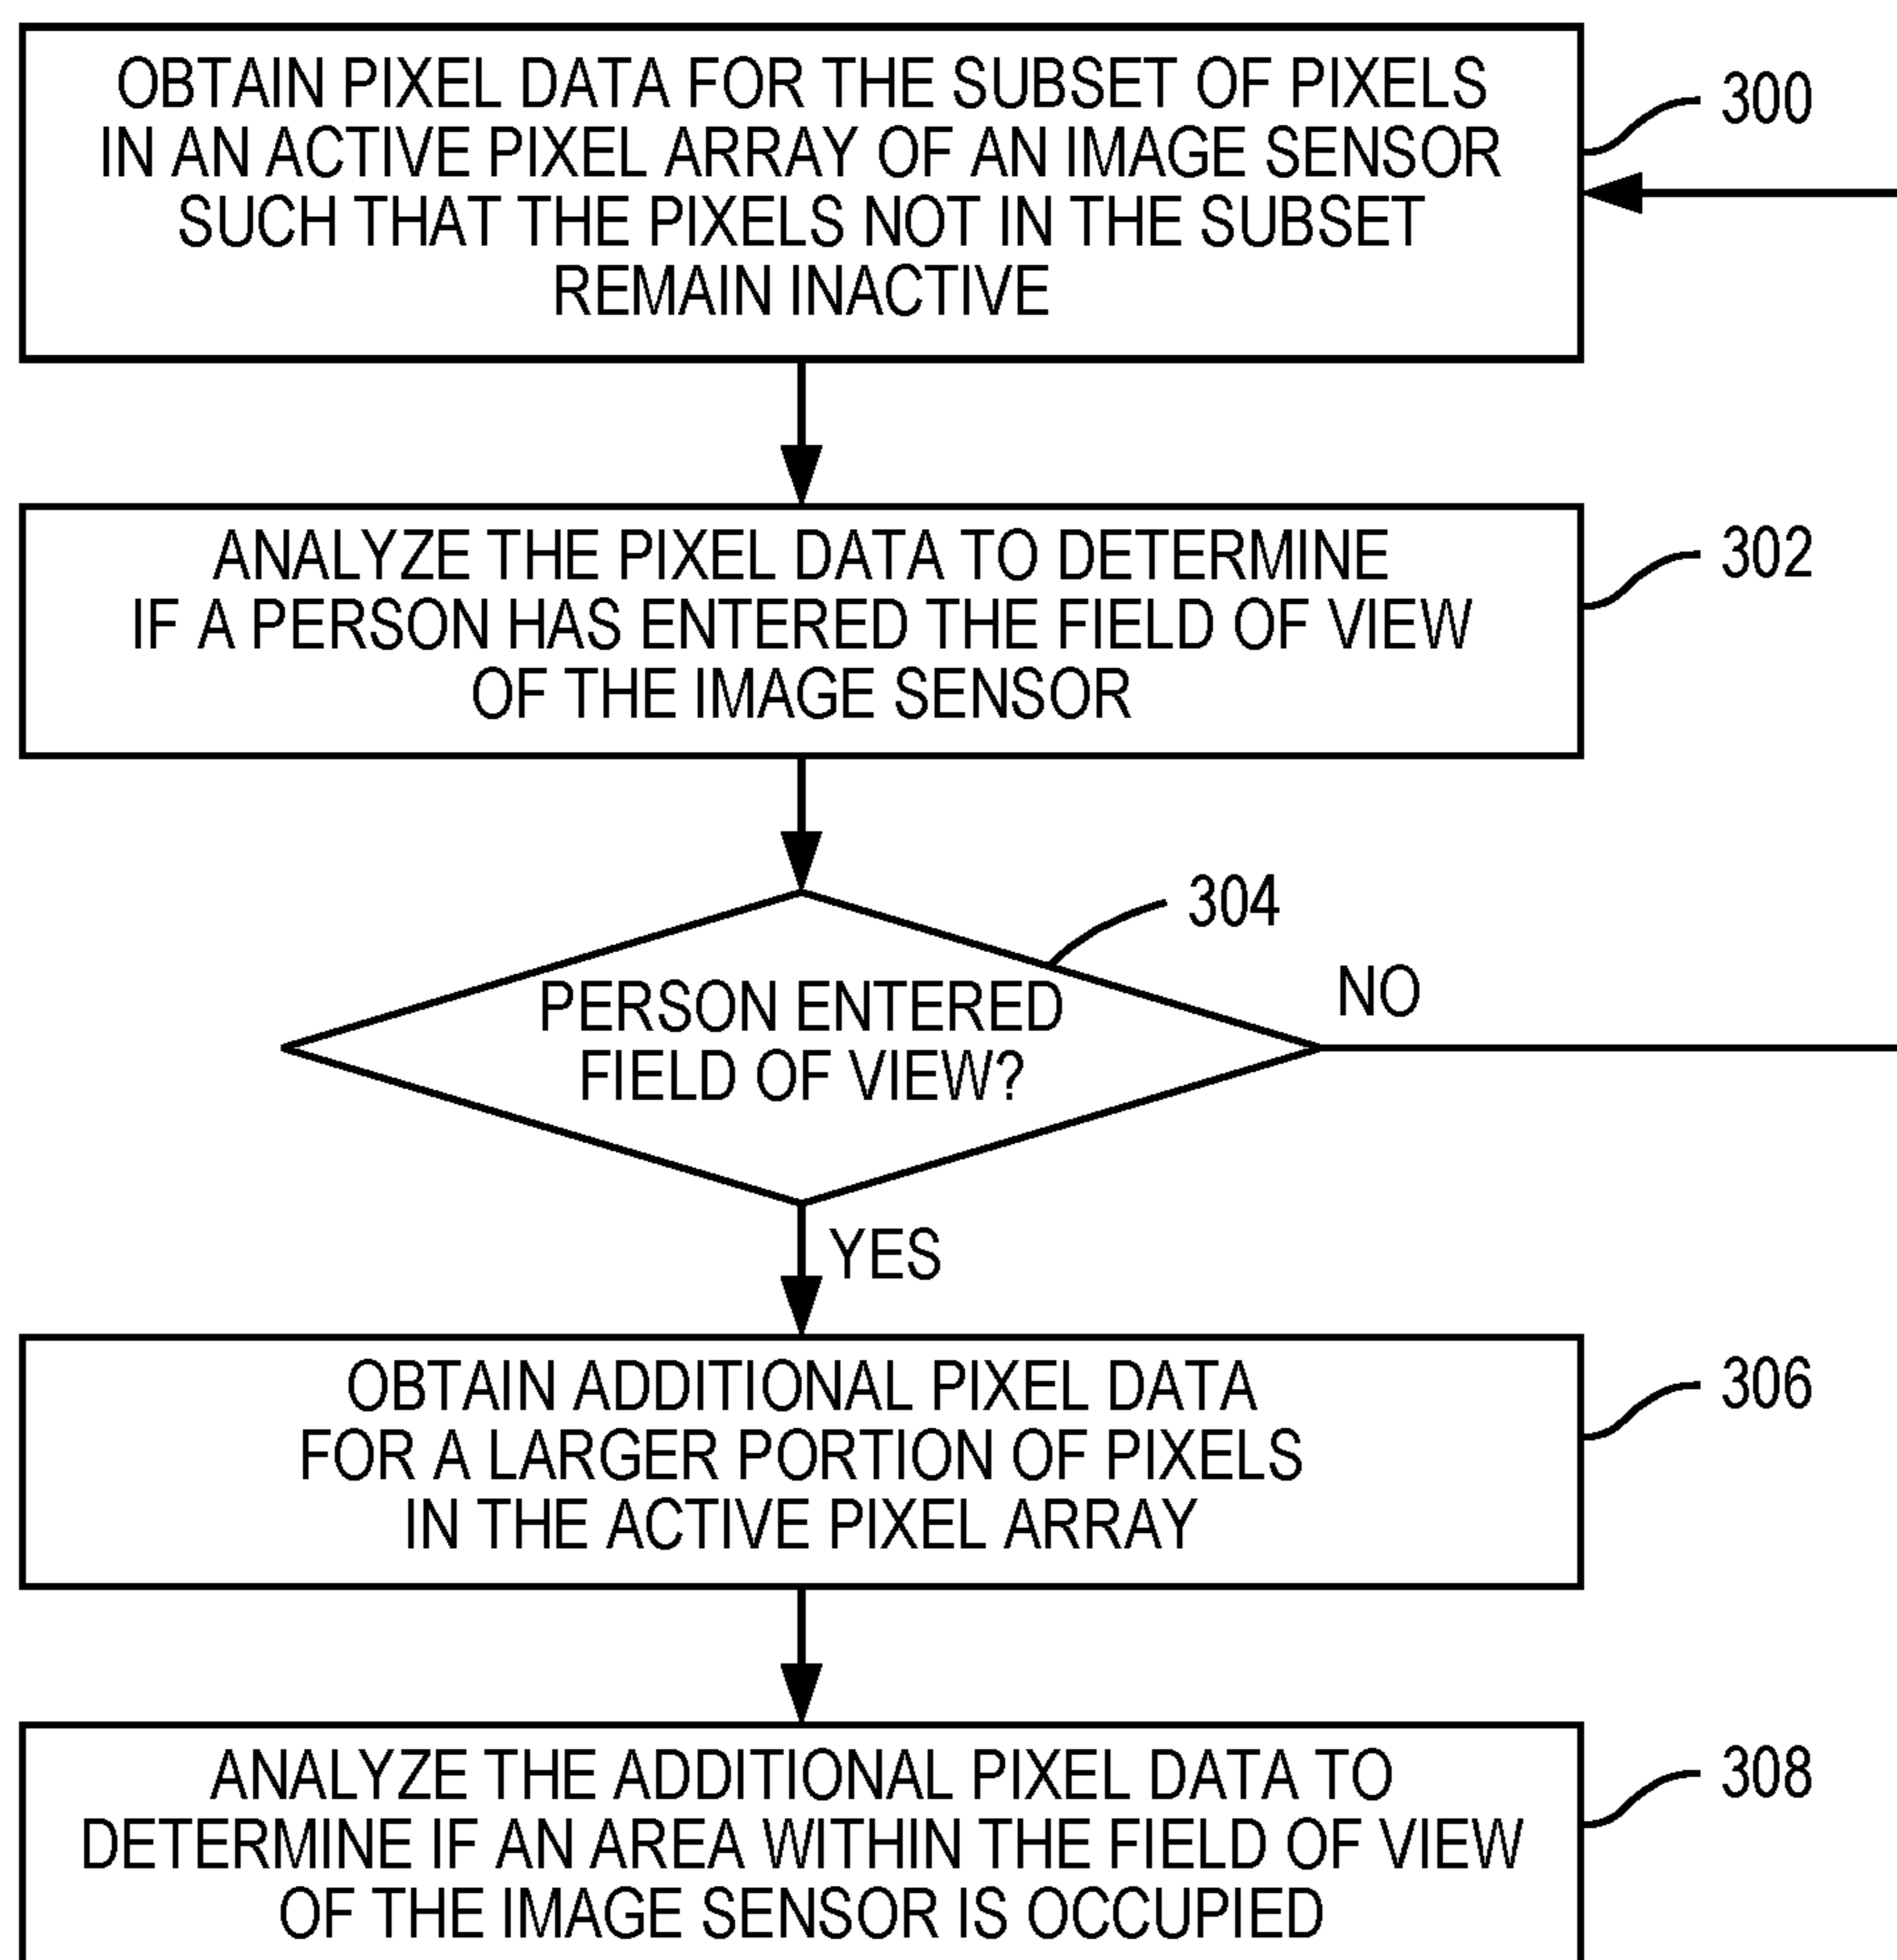 OBTAIN PIXEL DATA FOR THE SUBSET OF PIXELS
IN AN ACTIVE PIXEL ARRAY OF AN IMAGE SENSOR
SUCH THAT THE PIXELS NOT IN THE SUBSET
REMAIN INACTIVE
300
ANALYZE THE PIXEL DATA TO DETERMINE
IF A PERSON HAS ENTERED THE FIELD OF VIEW
OF THE IMAGE SENSOR
302
304
PERSON ENTERED
FIELD OF VIEW?
NO
YES
OBTAIN ADDITIONAL PIXEL DATA
FOR A LARGER PORTION OF PIXELS
IN THE ACTIVE PIXEL ARRAY
306
ANALYZE THE ADDITIONAL PIXEL DATA TO
DETERMINE IF AN AREA WITHIN THE FIELD OF VIEW
OF THE IMAGE SENSOR IS OCCUPIED
308